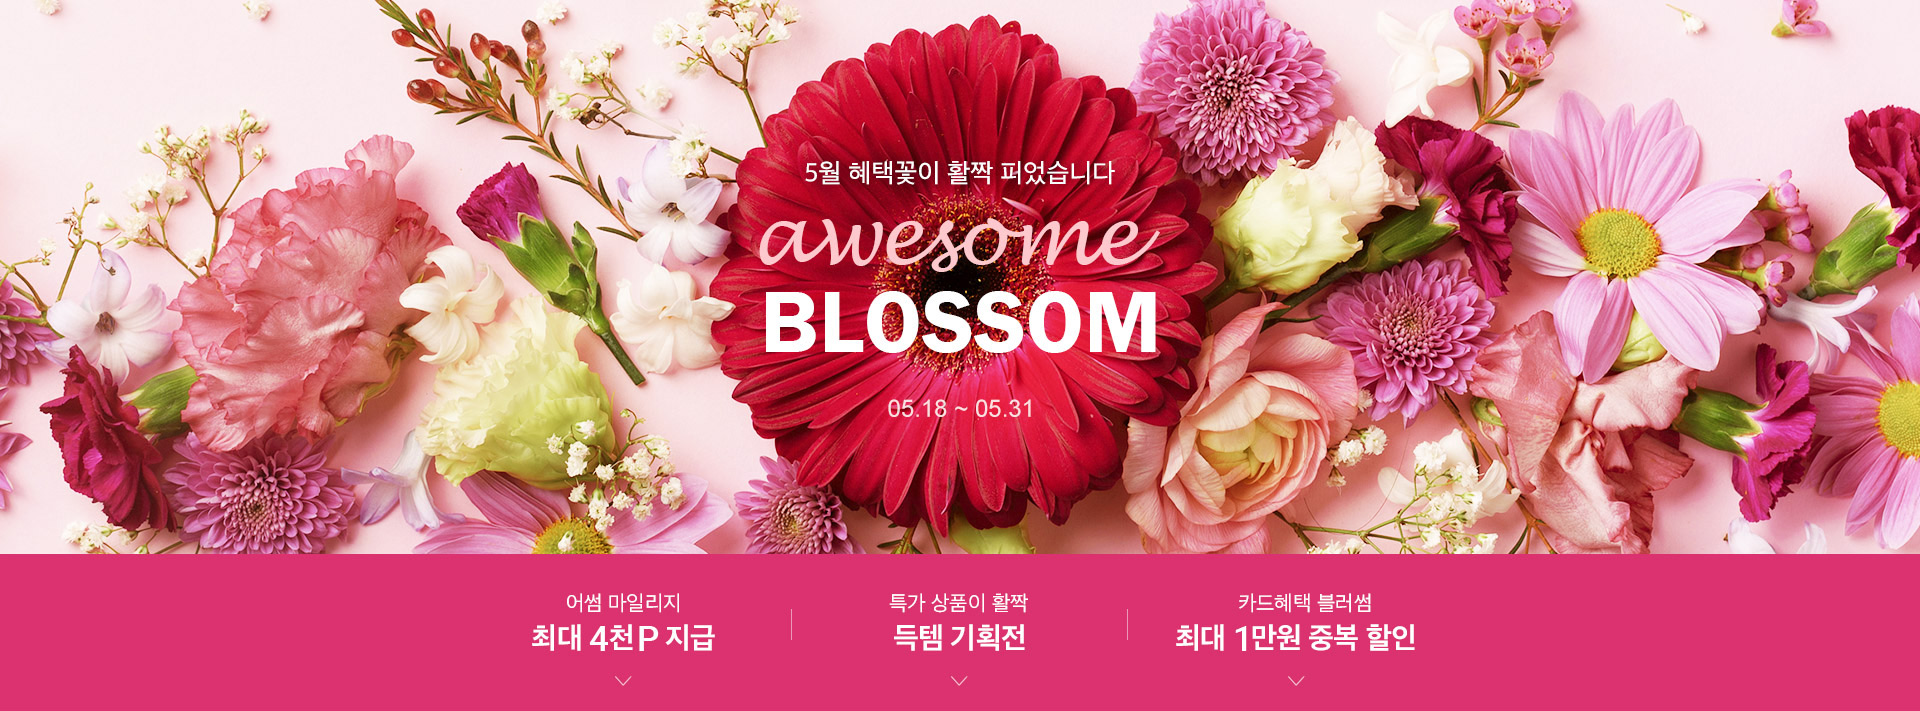 5월 혜택꽃이 활짝 피었습니다
awesome
BLOSSOM
05.18 ~ 05.31
어썸 마일리지
최대 4천P 지급
특가 상품이 활짝
득템 기획전
카드혜택 블러썸
최대 1만원 중복 할인